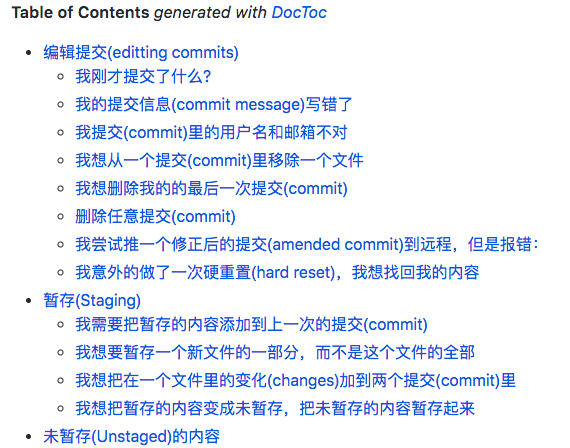 Table of Contents generated with DocToc
编辑提交(editting commits)
我刚才提交了什么?
我的提交信息(commit message)写错了
我提交(commit)里的用户名和邮箱不对
我想从一个提交(commit)里移除一个文件
我想删除我的的最后一次提交(commit)
删除任意提交(commit)
我尝试推一个修正后的提交(amended commit)到远程，但是报错：
我意外的做了一次硬重置(hard reset)，我想找回我的内容
暂存(Staging)
我需要把暂存的内容添加到上一次的提交(commit)
我想要暂存一个新文件的一部分，而不是这个文件的全部
我想把在一个文件里的变化(changes)加到两个提交(commit)里
我想把暂存的内容变成未暂存，把未暂存的内容暂存起来
未暂存(Unstaged)的内容